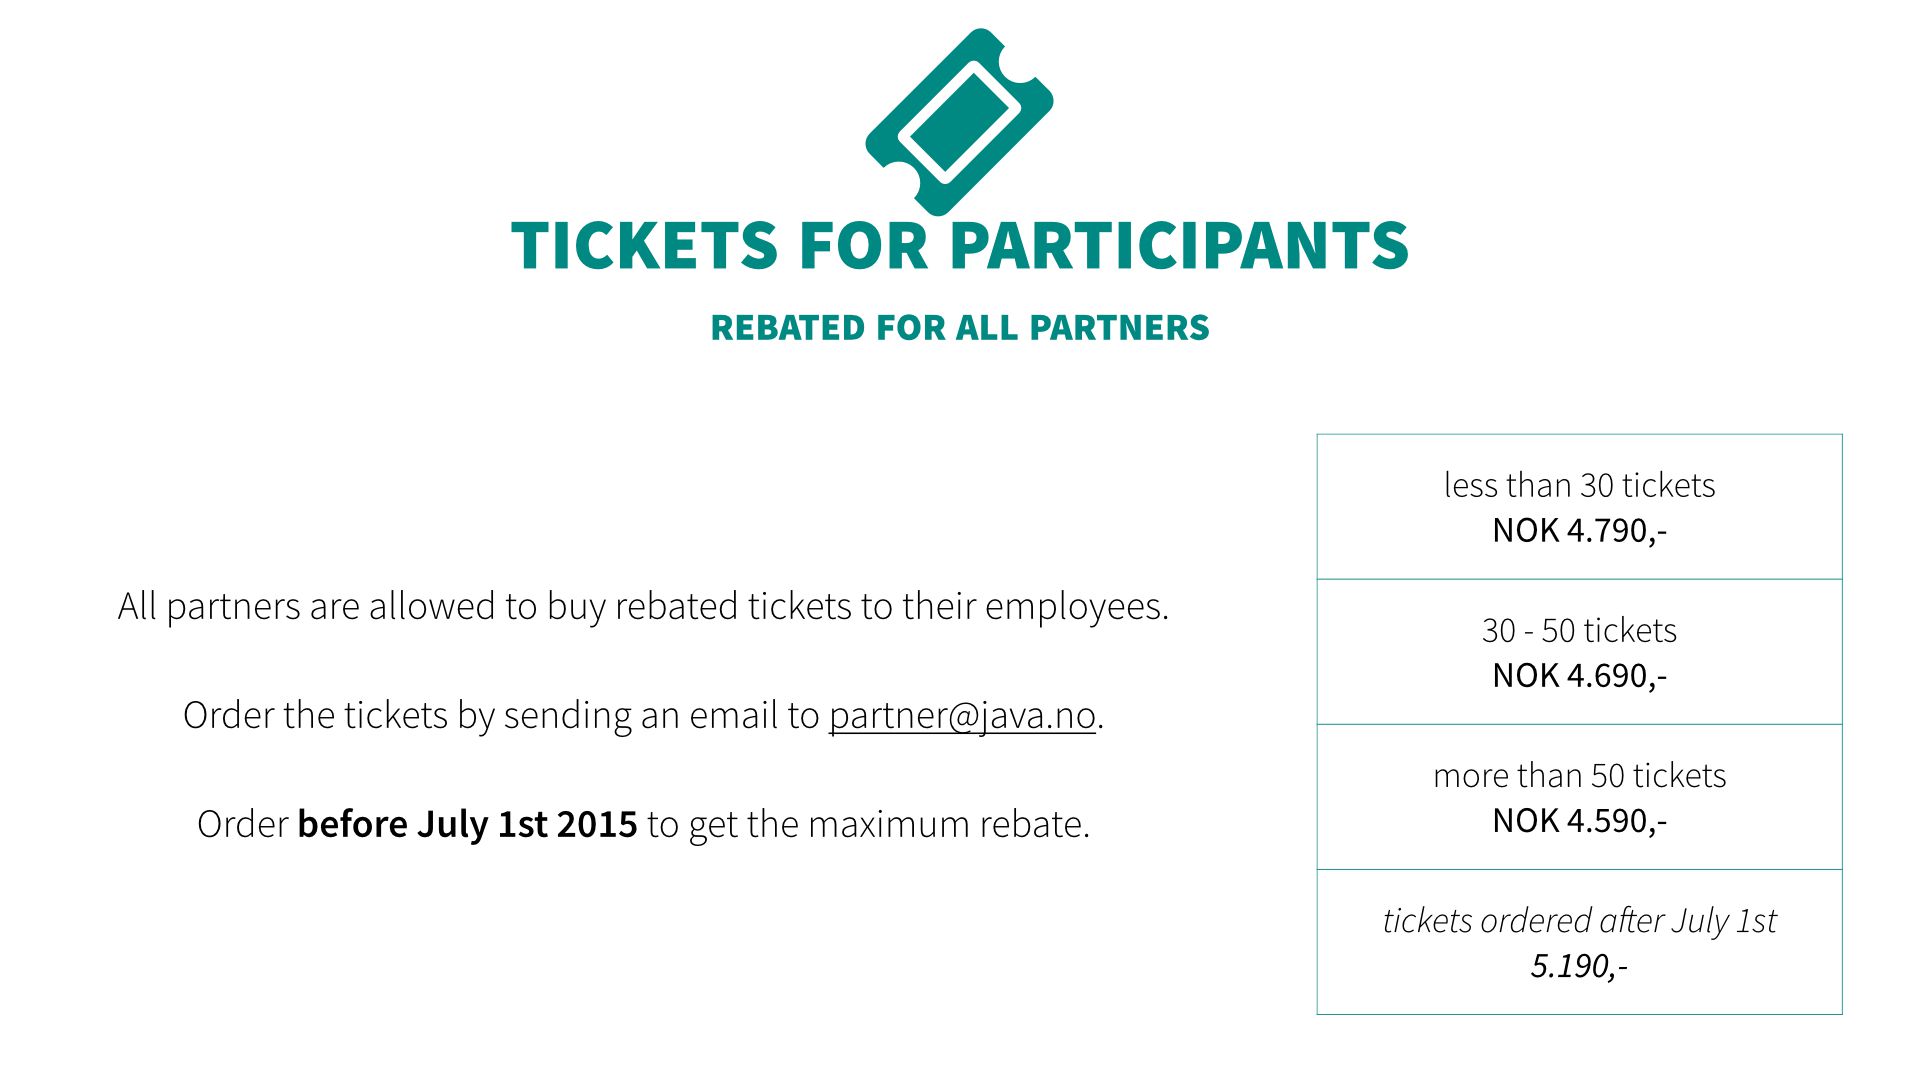 TICKETS FOR PARTICIPANTS
REBATED FOR ALL PARTNERS
All partners are allowed to buy rebated tickets to their employees.
Order the tickets by sending an email to partner@java.no.
Order before July 1st 2015 to get the maximum rebate.
less than 30 tickets
NOK 4.790,-
30 - 50 tickets
NOK 4.690,-
more than 50 tickets
NOK 4.590,-
tickets ordered after July 1st
5.190,-